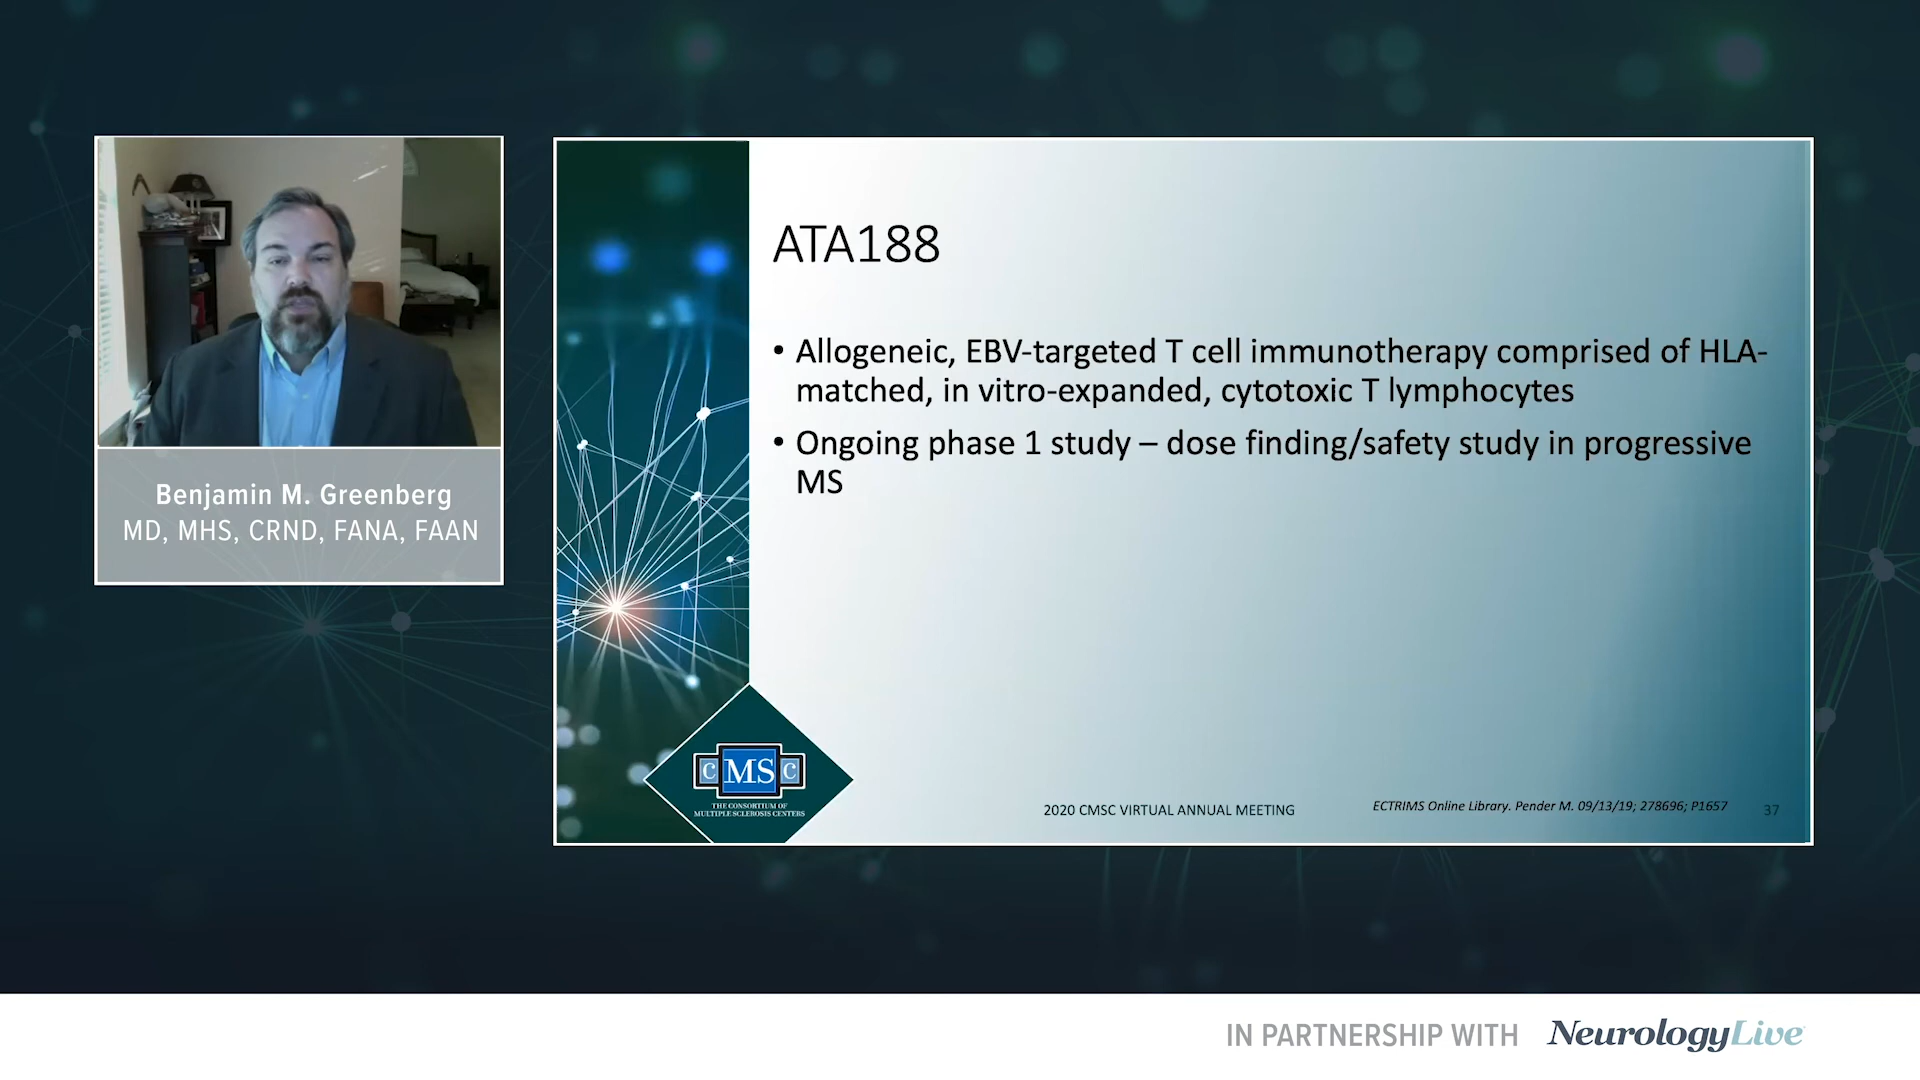 Benjamin M. Greenberg
MD, MHS, CRND, FANA, FAAN
ATA188
• Allogeneic, EBV-targeted T cell immunotherapy comprised of HLA-
matched, in vitro-expanded, cytotoxic T lymphocytes
• Ongoing phase 1 study – dose finding/safety study in progressive
MS
C MS C
THE CONSORTIUM OF
MULTIPLE SCLEROSIS CENTERS
2020 CMSC VIRTUAL ANNUAL MEETING
ECTRIMS Online Library. Pender M. 09/13/19; 278696; P1657
37
IN PARTNERSHIP WITH NeurologyLive